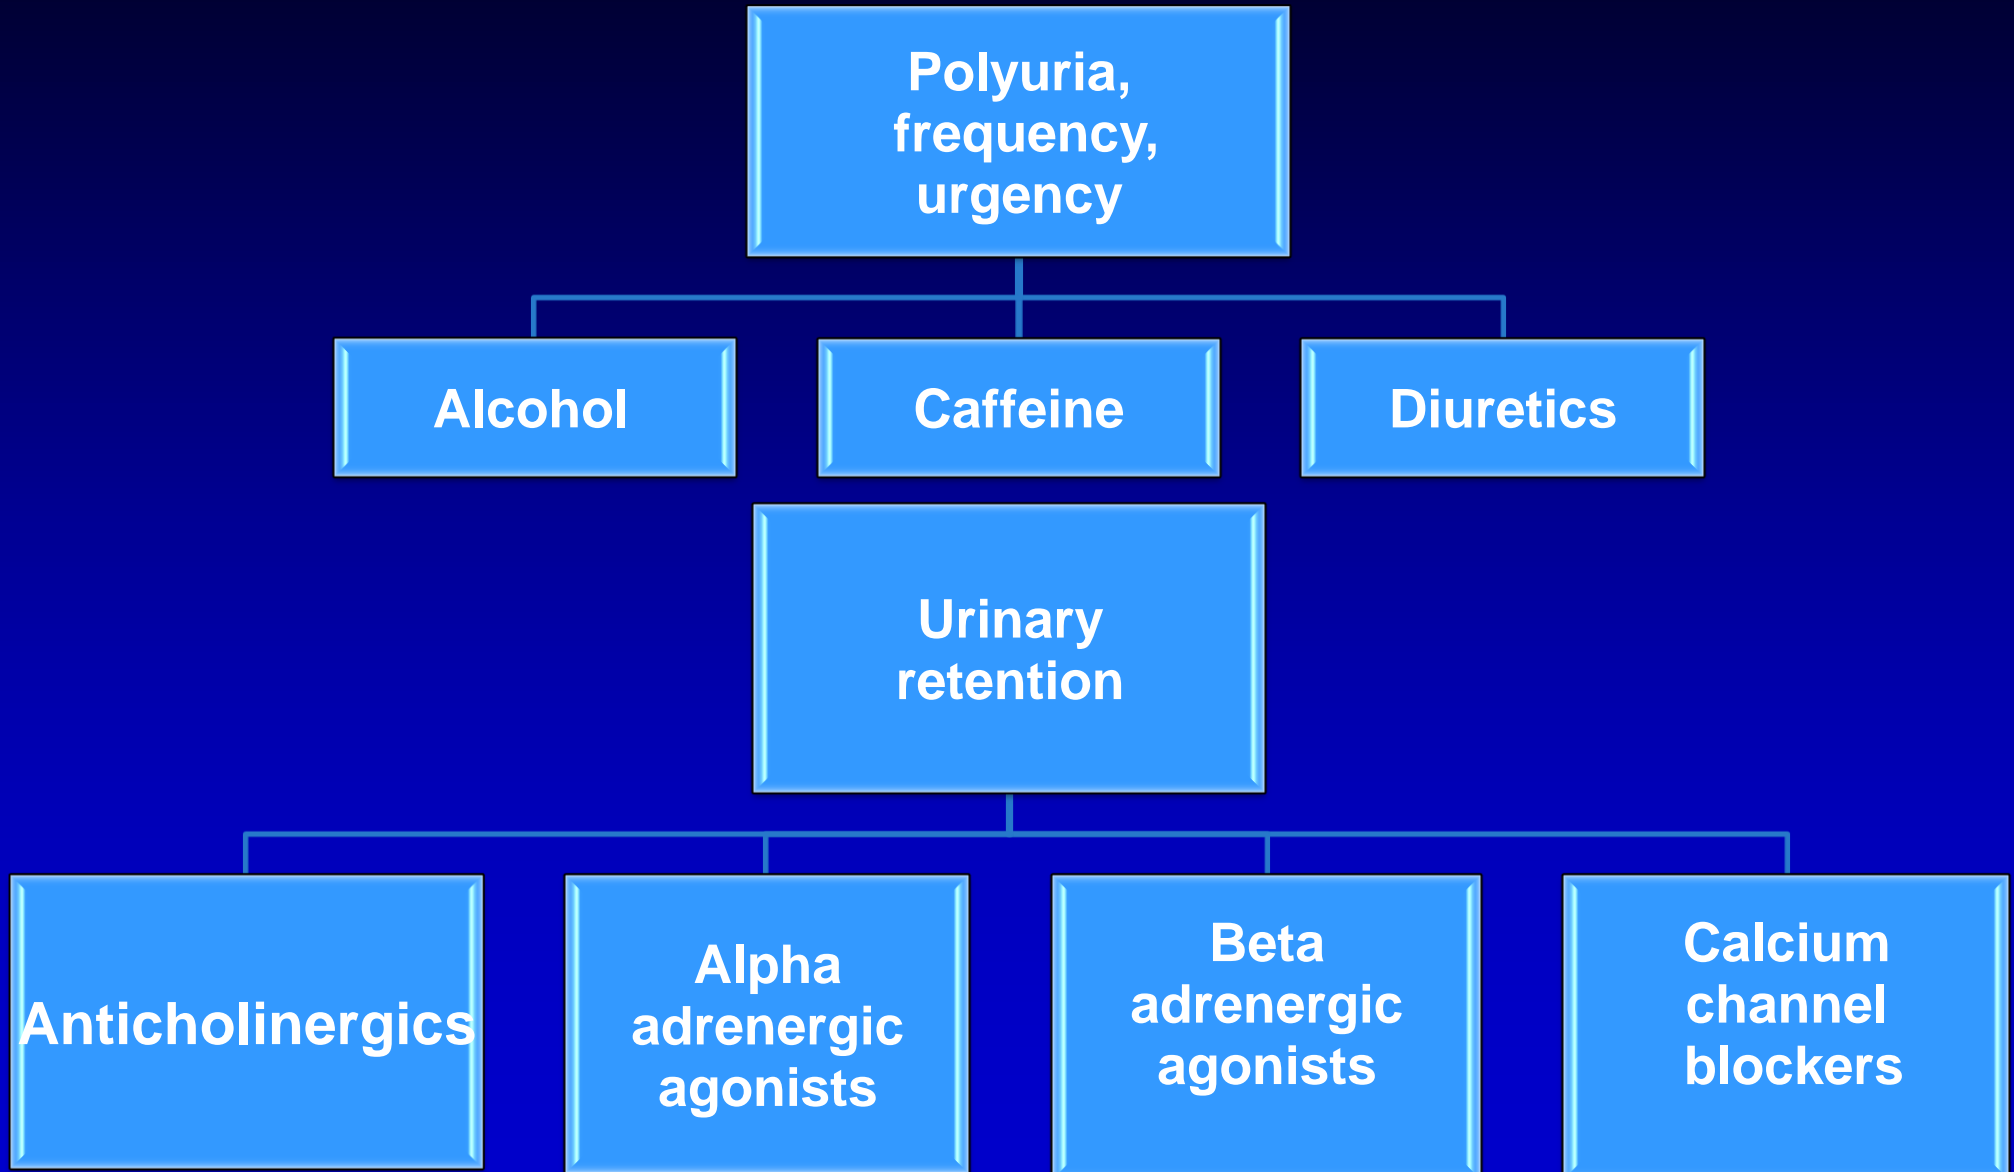 Polyuria,
frequency,
urgency
Alcohol
Caffeine
Diuretics
Urinary
retention
Anticholinergics
Alpha
adrenergic
agonists
Beta
adrenergic
agonists
Calcium
channel
blockers